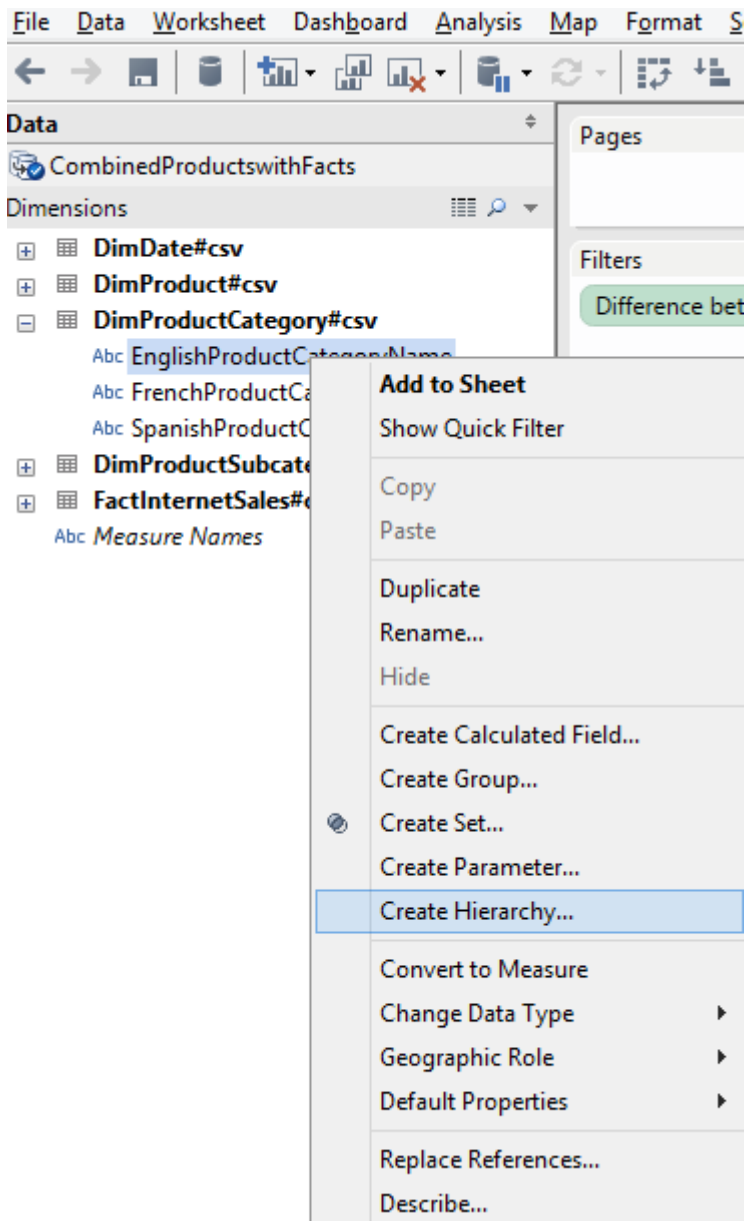 File Data Worksheet Dashboard Analysis Map Format S
Data
Pages
CombinedProductswithFacts
Dimensions
DimDate#csv
Filters
DimProduct#csv
Difference bet
DimProductCategory#csv
Abc EnglishProductCategoryName
Abc FrenchProductCa
Abc SpanishProductC
DimProductSubcate
FactInternetSales#c
Abc Measure Names
Add to Sheet
Show Quick Filter
Copy
Paste
Duplicate
Rename...
Hide
Create Calculated Field...
Create Group...
Create Set...
Create Parameter...
Create Hierarchy...
Convert to Measure
Change Data Type
Geographic Role
Default Properties
Replace References...
Describe...